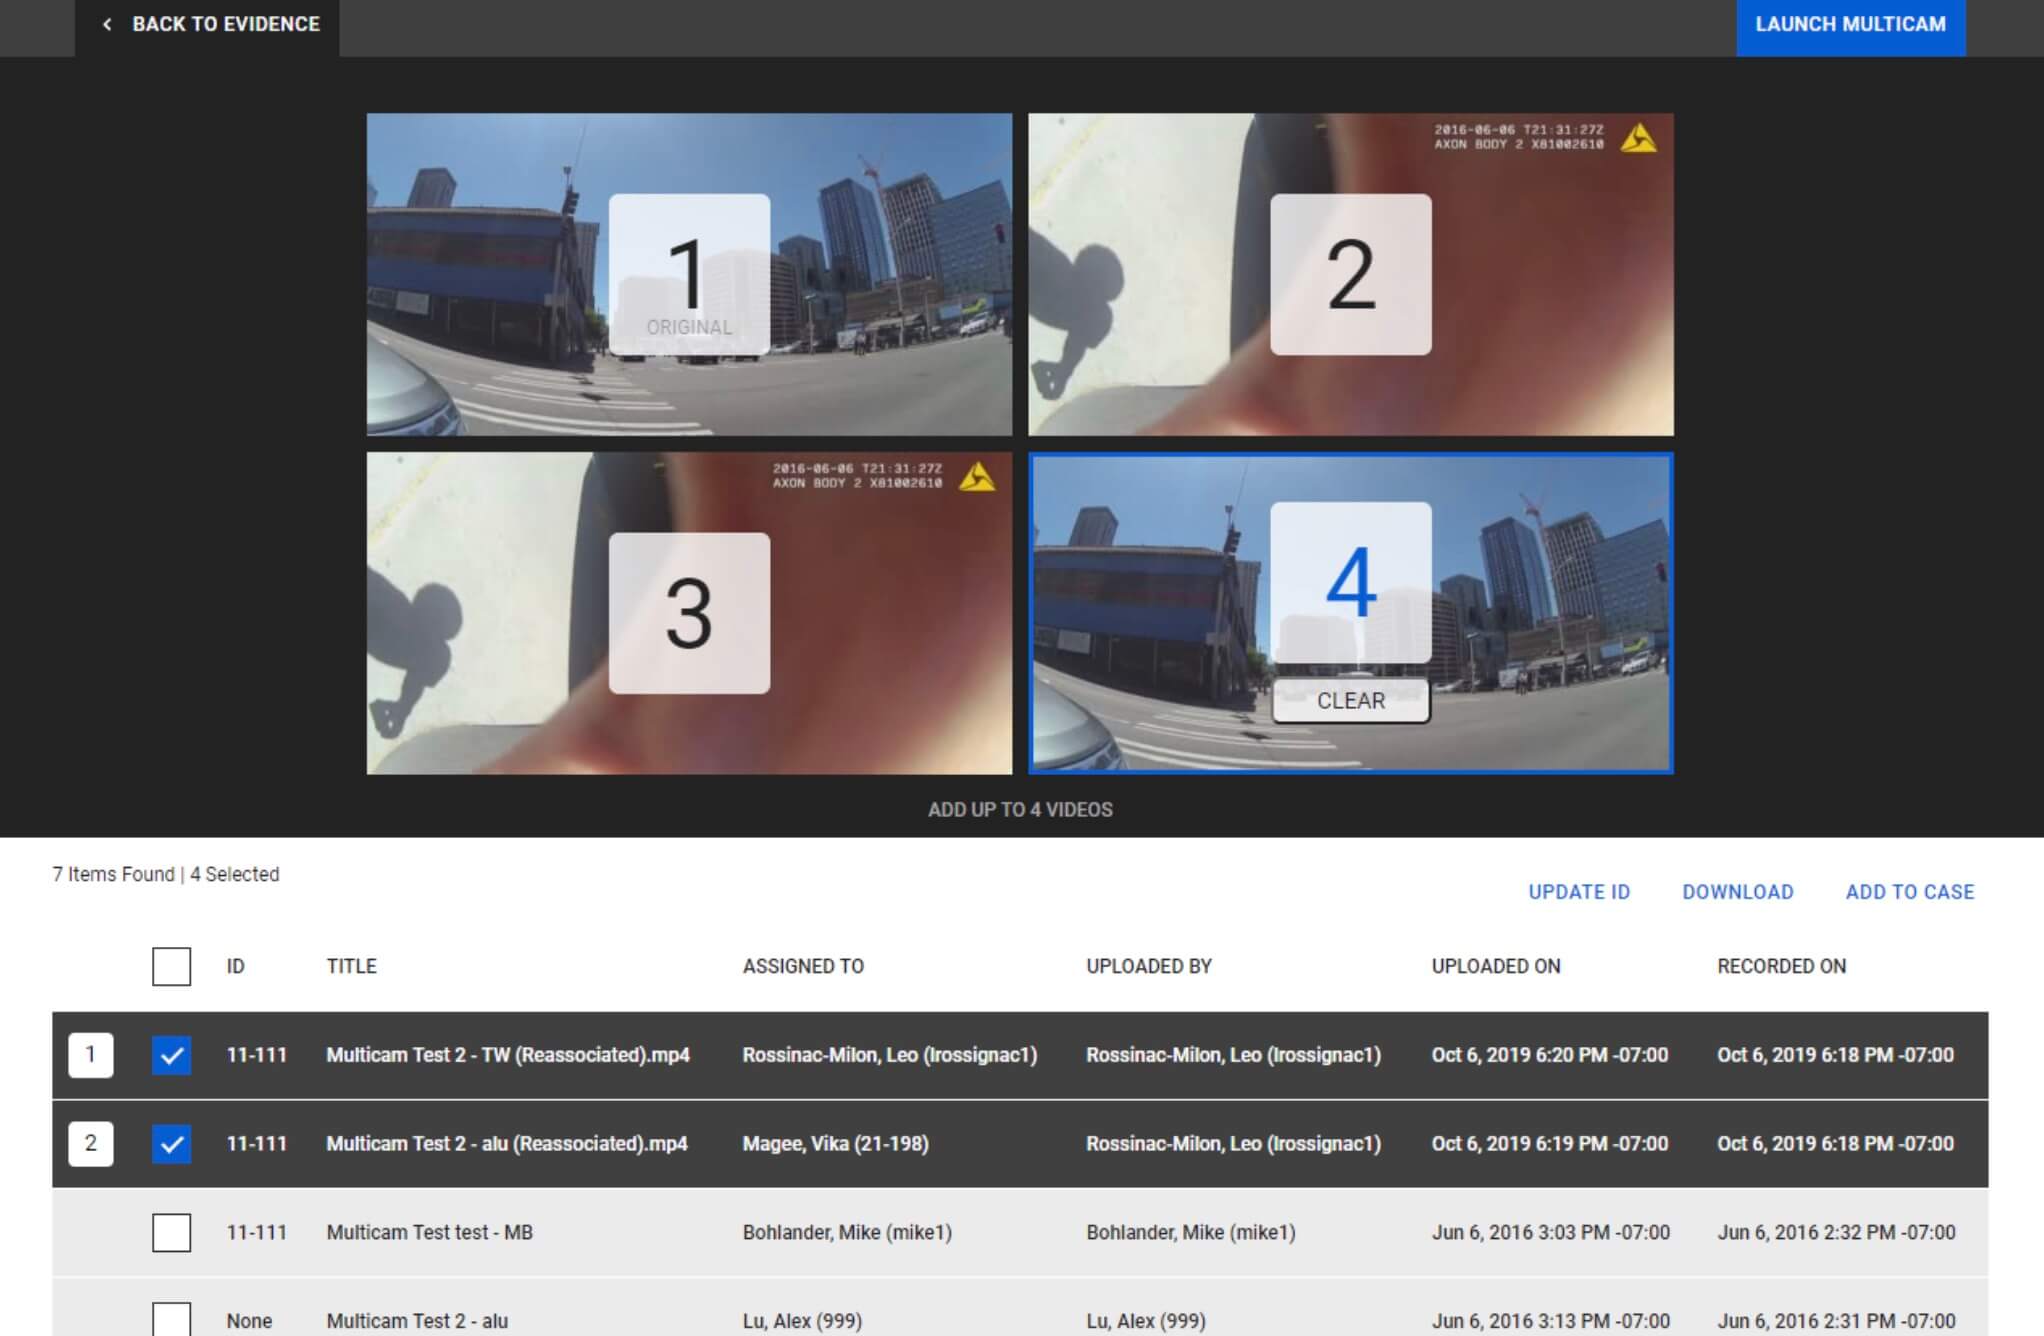 BACK TO EVIDENCE
LAUNCH MULTICAM
1
ORIGINAL
2016-06-06 T21:31:27Z
AXON BODY 2 X81002610
2
2016-06-06 T21:31:27Z
AXON BODY 2 X81002610
3
4
CLEAR
ADD UP TO 4 VIDEOS
7 Items Found | 4 Selected
UPDATE ID DOWNLOAD ADD TO CASE
ID TITLE ASSIGNED TO UPLOADED BY UPLOADED ON RECORDED ON
1 11-111 Multicam Test 2 - TW (Reassociated).mp4 Rossinac-Milon, Leo (lrossignac1) Rossinac-Milon, Leo (lrossignac1) Oct 6, 2019 6:20 PM -07:00 Oct 6, 2019 6:18 PM -07:00
2 11-111 Multicam Test 2 - alu (Reassociated).mp4 Magee, Vika (21-198) Rossinac-Milon, Leo (lrossignac1) Oct 6, 2019 6:19 PM -07:00 Oct 6, 2019 6:18 PM -07:00
11-111 Multicam Test test - MB Bohlander, Mike (mike1) Bohlander, Mike (mike1) Jun 6, 2016 3:03 PM -07:00 Jun 6, 2016 2:32 PM -07:00
None Multicam Test 2 - alu Lu, Alex (999) Lu, Alex (999) Jun 6, 2016 3:13 PM -07:00 Jun 6, 2016 2:31 PM -07:00